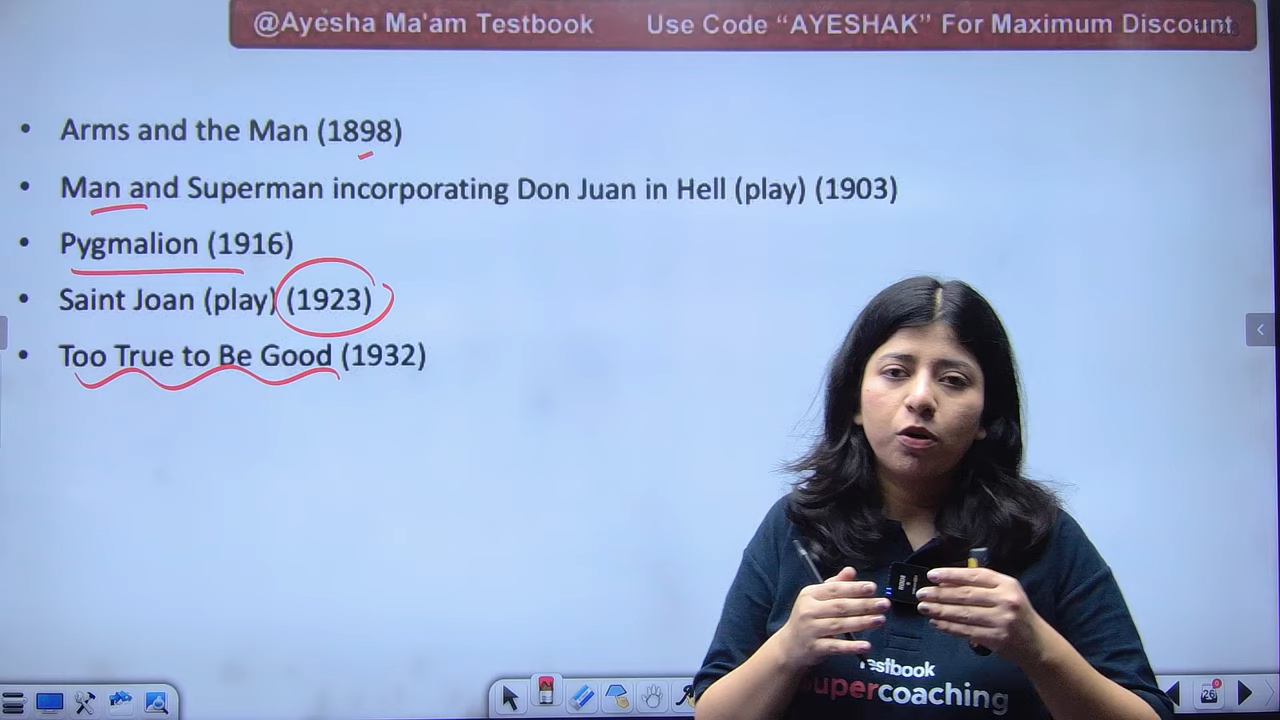 @Ayesha Ma'am Testbook Use Code “AYESHAK” For Maximum Discount
• Arms and the Man (1898)
• Man and Superman incorporating Don Juan in Hell (play) (1903)
• Pygmalion (1916)
• Saint Joan (play) (1923)
• Too True to Be Good (1932)
Testbook
Supercoaching
26